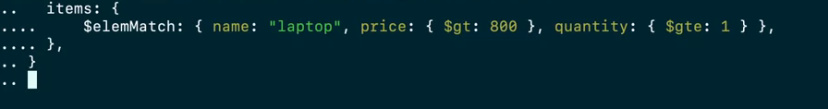 ..   items: {
....     $elemMatch: { name: "laptop", price: { $gt: 800 }, quantity: { $gte: 1 } },
.... },
.. }
..